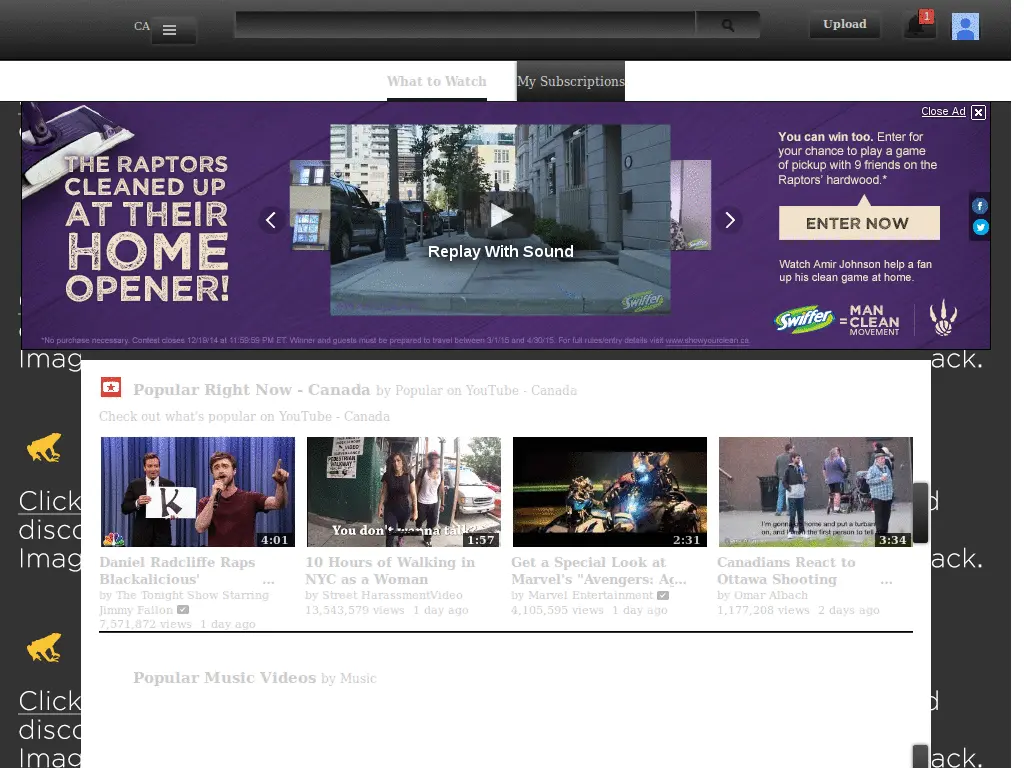 CA
Upload
1
What to Watch
My Subscriptions
Close Ad
THE RAPTORS
CLEANED UP
AT THEIR
HOME
OPENER!
Replay With Sound
Swiffer
You can win too. Enter for
your chance to play a game
of pickup with 9 friends on the
Raptors' hardwood.*
ENTER NOW
Watch Amir Johnson help a fan
up his clean game at home.
Swiffer = MAN
CLEAN
MOVEMENT
*No purchase necessary. Contest closes 12/19/14 at 11:59:59 PM ET. Winner and guests must be prepared to travel between 3/1/15 and 4/30/15. For full rules/entry details visit www.showyourclean.ca
Imag
ack.
Popular Right Now - Canada by Popular on YouTube - Canada
Check out what's popular on YouTube - Canada
K
4:01
PEDESTRIAN
WALKWAY
You don't wanna talk?
1:57
2:31
I'm gonna go home and put a turban
on, and
the first person to tell
3:34
Daniel Radcliffe Raps
Blackalicious' ...
by The Tonight Show Starring
Jimmy Fallon
7,571,872 views 1 day ago
10 Hours of Walking in
NYC as a Woman
by Street HarassmentVideo
13,543,579 views 1 day ago
Get a Special Look at
Marvel's "Avengers: Ag...
by Marvel Entertainment
4,105,595 views 1 day ago
Canadians React to
Ottawa Shooting ...
by Omar Albach
1,177,208 views 2 days ago
Click
d
disco
Imag
ack.
Popular Music Videos by Music
Click
d
disco
Imag
ack.